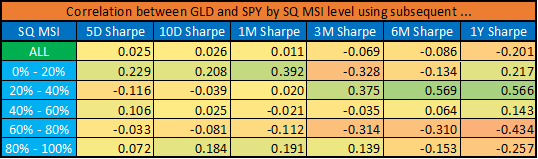 Correlation between GLD and SPY by SQ MSI level using subsequent ...
SQ MSI 5D Sharpe 10D Sharpe 1M Sharpe 3M Sharpe 6M Sharpe 1Y Sharpe
ALL 0.025 0.026 0.011 -0.069 -0.086 -0.201
0% - 20% 0.229 0.208 0.392 -0.328 -0.134 0.217
20% - 40% -0.116 -0.039 0.020 0.375 0.569 0.566
40% - 60% 0.106 0.025 -0.021 -0.035 0.064 0.143
60% - 80% -0.033 -0.081 -0.112 -0.314 -0.310 -0.434
80% - 100% 0.072 0.184 0.191 0.139 -0.153 -0.257